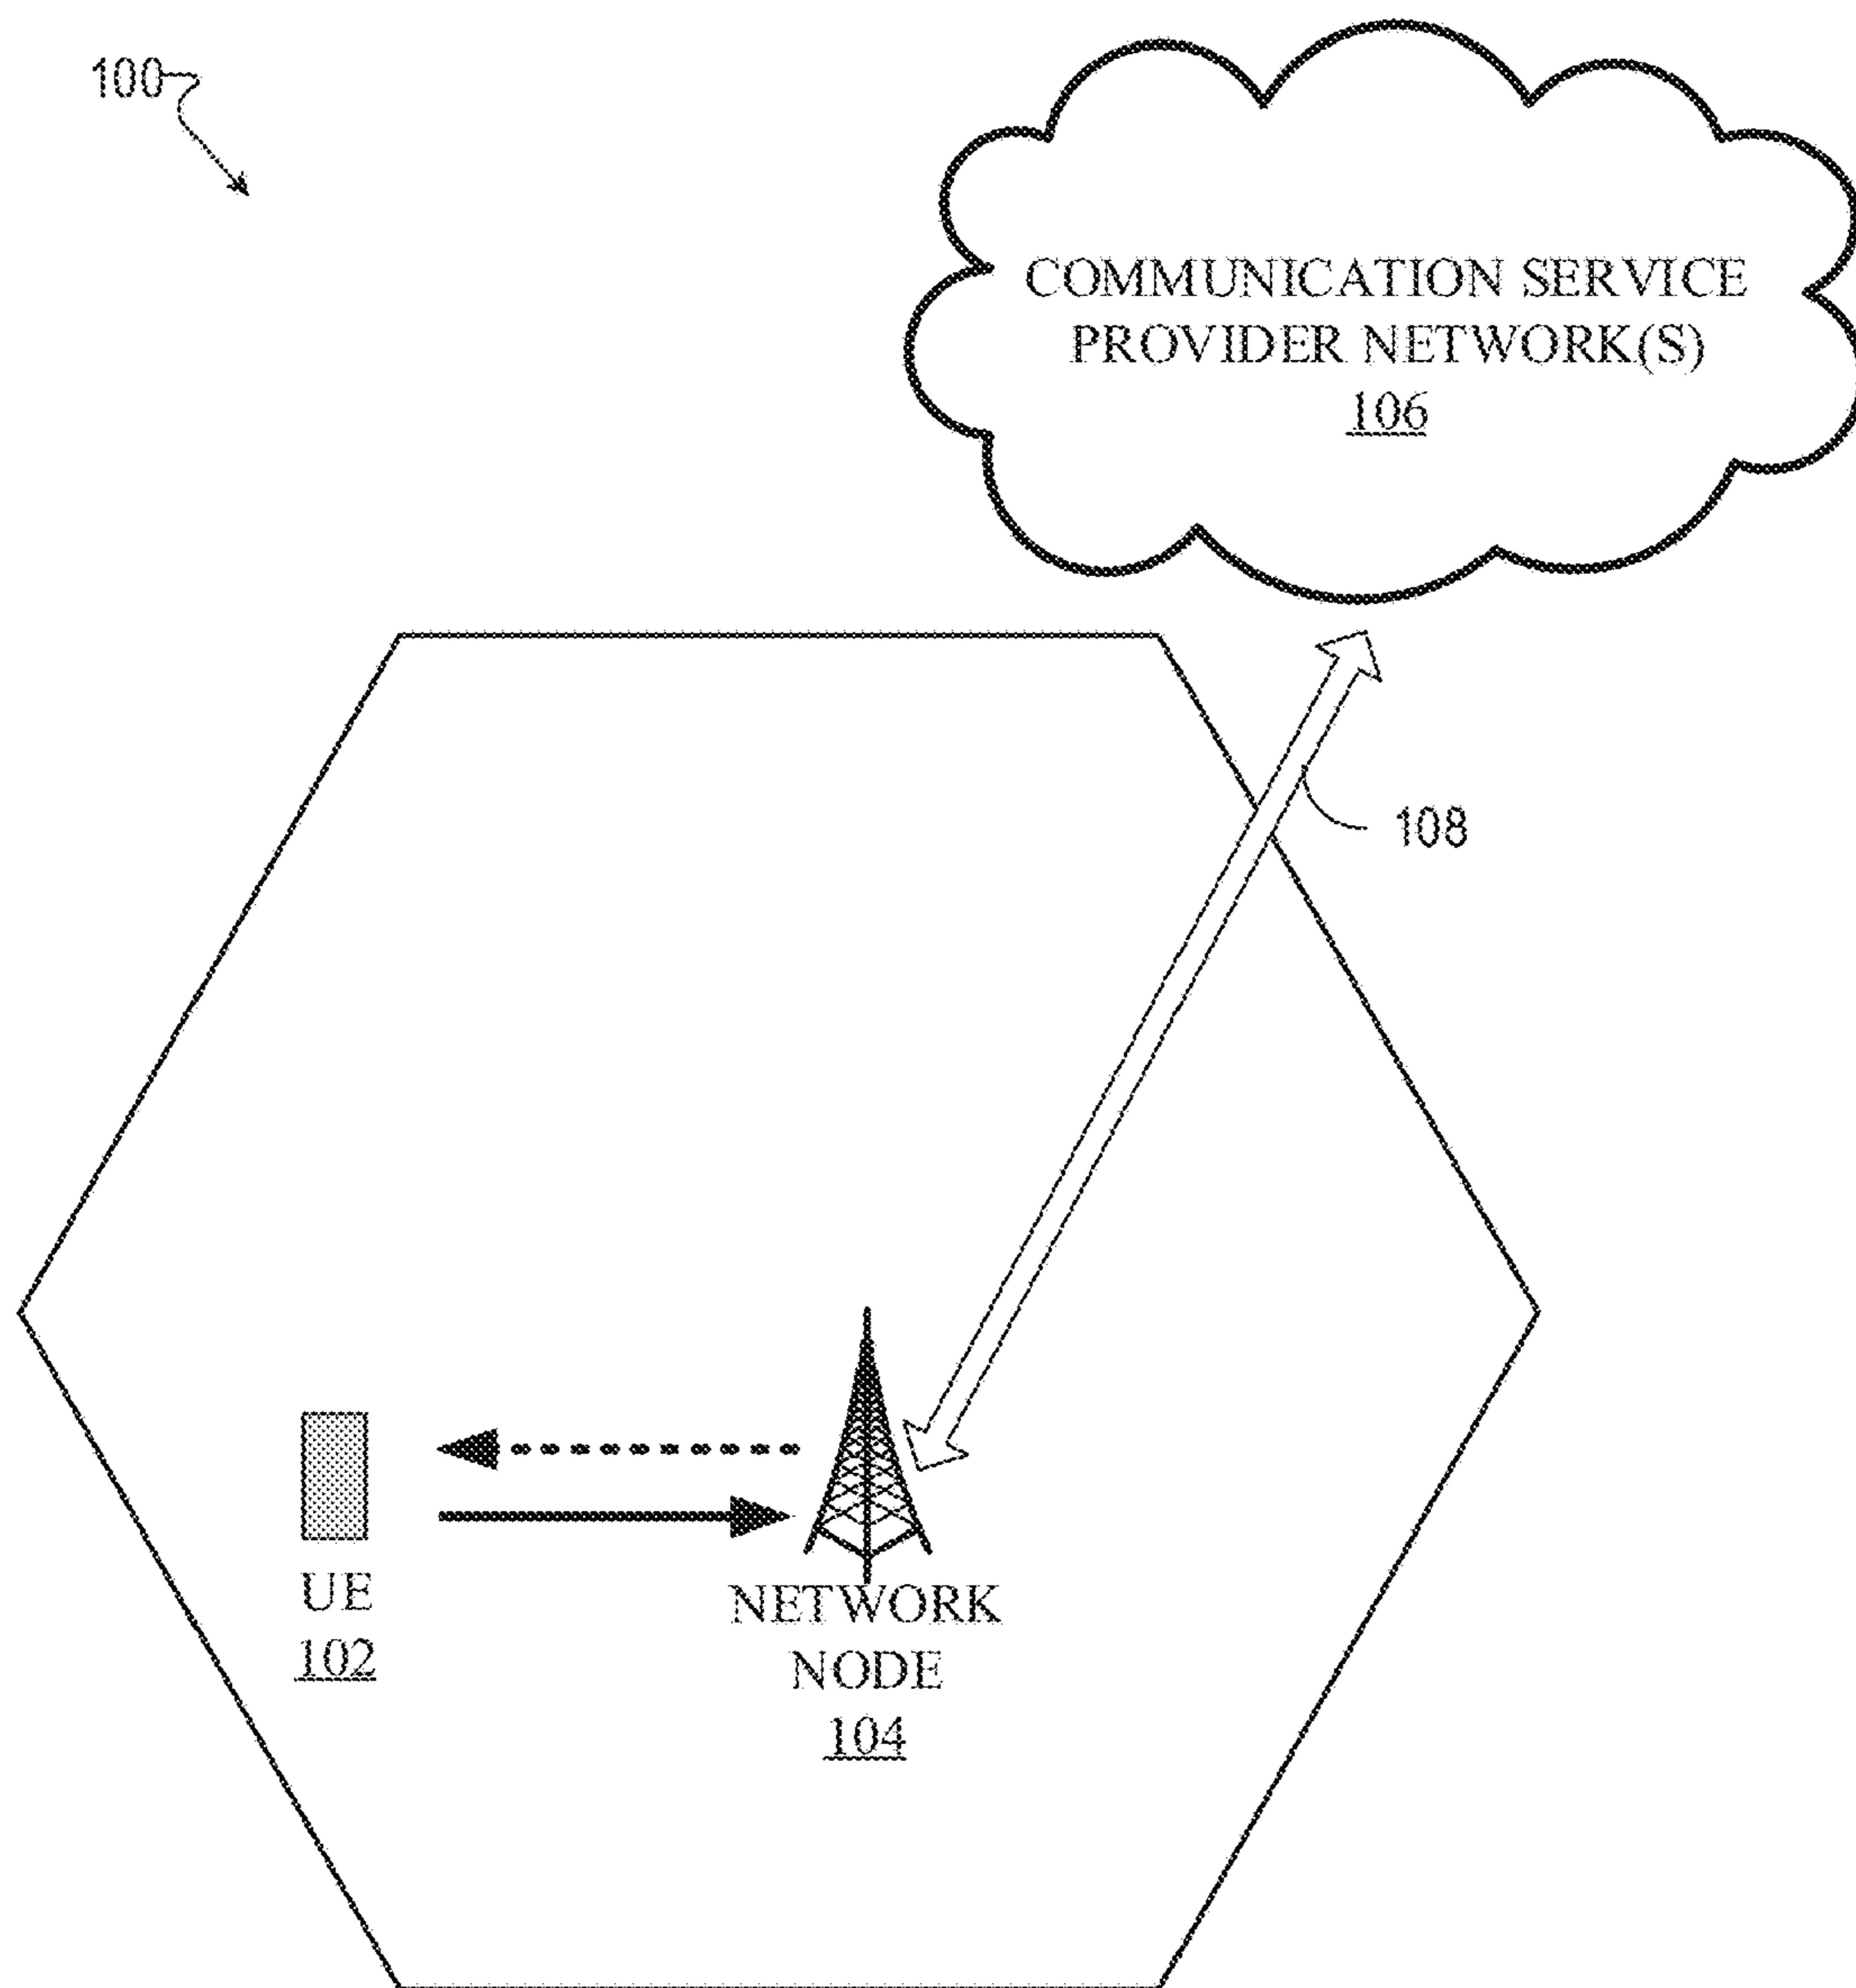 100
COMMUNICATION SERVICE
PROVIDER NETWORK(S)
106
108
UE
102
NETWORK
NODE
104